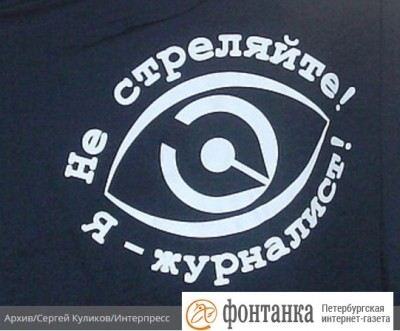 Не стреляйте!
Я - журналист!
Архив/Сергей Куликов/Интерпресс
фонтанка
Петербургская
интернет-газета